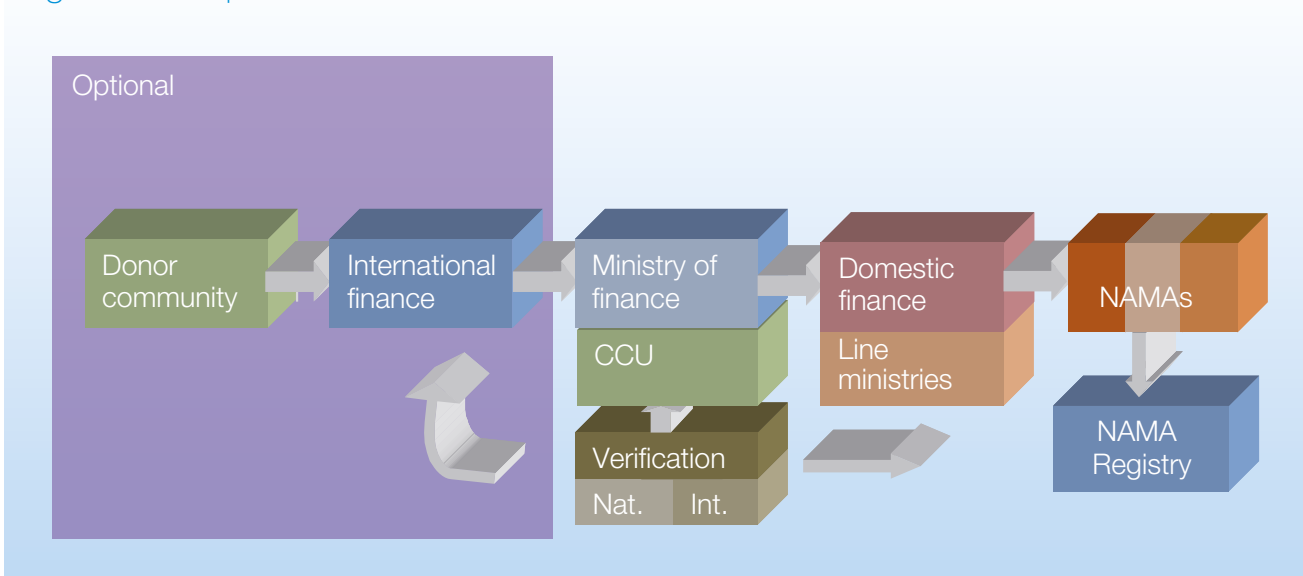 Optional
Donor
community
International
finance
Ministry of
finance
Domestic
finance
NAMAs
CCU
Line
ministries
Verification
Nat.
Int.
NAMA
Registry